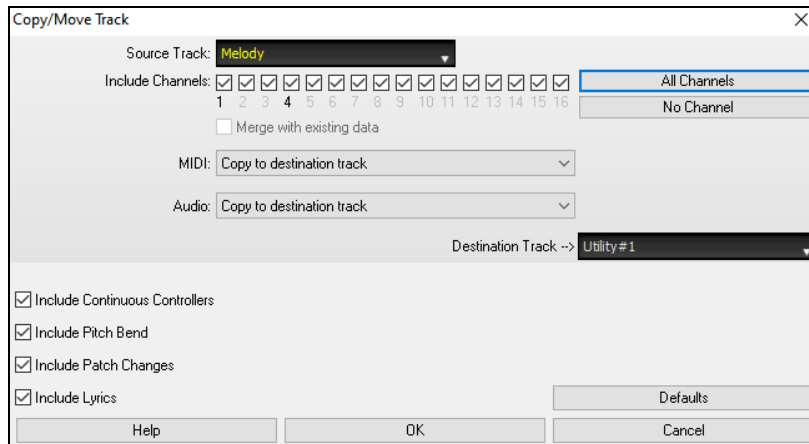 Copy/Move Track
Source Track: Melody
Include Channels:
All Channels
1 2 3 4 5 6 7 8 9 10 11 12 13 14 15 16
No Channel
Merge with existing data
MIDI: Copy to destination track
Audio: Copy to destination track
Destination Track --> Utility#1
Include Continuous Controllers
Include Pitch Bend
Include Patch Changes
Include Lyrics
Defaults
Help
OK
Cancel